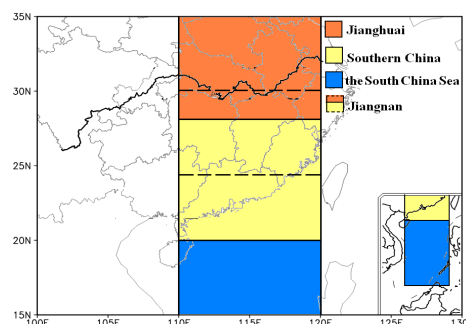 35N
Jianghuai
Southern China
30N
the South China Sea
Jiangnan
25N
20N
15N
100E 105E 110E 115E 120E 125E 130